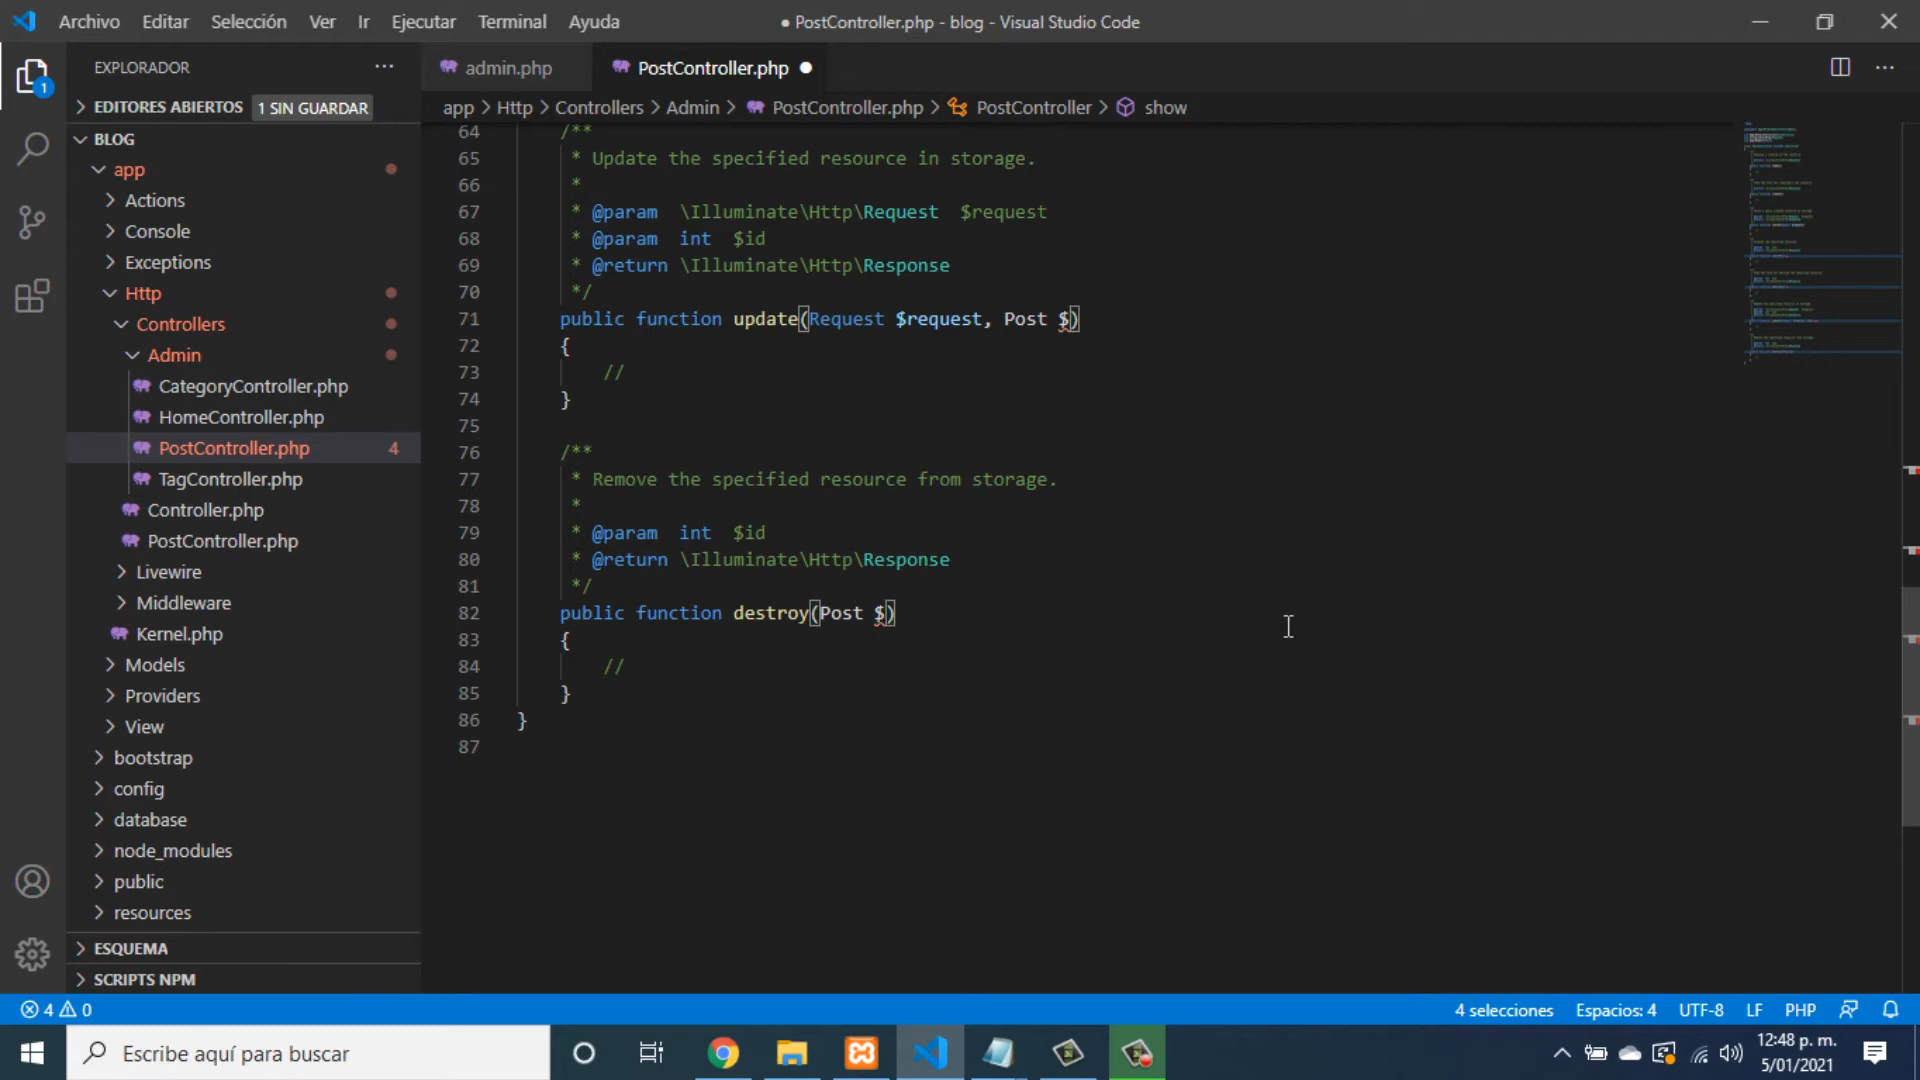 Archivo Editar Selección Ver Ir Ejecutar Terminal Ayuda
● PostController.php - blog - Visual Studio Code
EXPLORADOR ...
EDITORES ABIERTOS 1 SIN GUARDAR
BLOG
app
Actions
Console
Exceptions
Http
Controllers
Admin
CategoryController.php
HomeController.php
PostController.php 4
TagController.php
Controller.php
PostController.php
Livewire
Middleware
Kernel.php
Models
Providers
View
bootstrap
config
database
node_modules
public
resources
ESQUEMA
SCRIPTS NPM
1
admin.php PostController.php ●
app > Http > Controllers > Admin > PostController.php > PostController > show
64 /**
65 * Update the specified resource in storage.
66 *
67 * @param \Illuminate\Http\Request $request
68 * @param int $id
69 * @return \Illuminate\Http\Response
70 */
71 public function update(Request $request, Post $)
72 {
73 //
74 }
75
76 /**
77 * Remove the specified resource from storage.
78 *
79 * @param int $id
80 * @return \Illuminate\Http\Response
81 */
82 public function destroy(Post $)
83 {
84 //
85 }
86 }
87
4 0 4 selecciones Espacios: 4 UTF-8 LF PHP
Escribe aquí para buscar
12:48 p. m.
5/01/2021